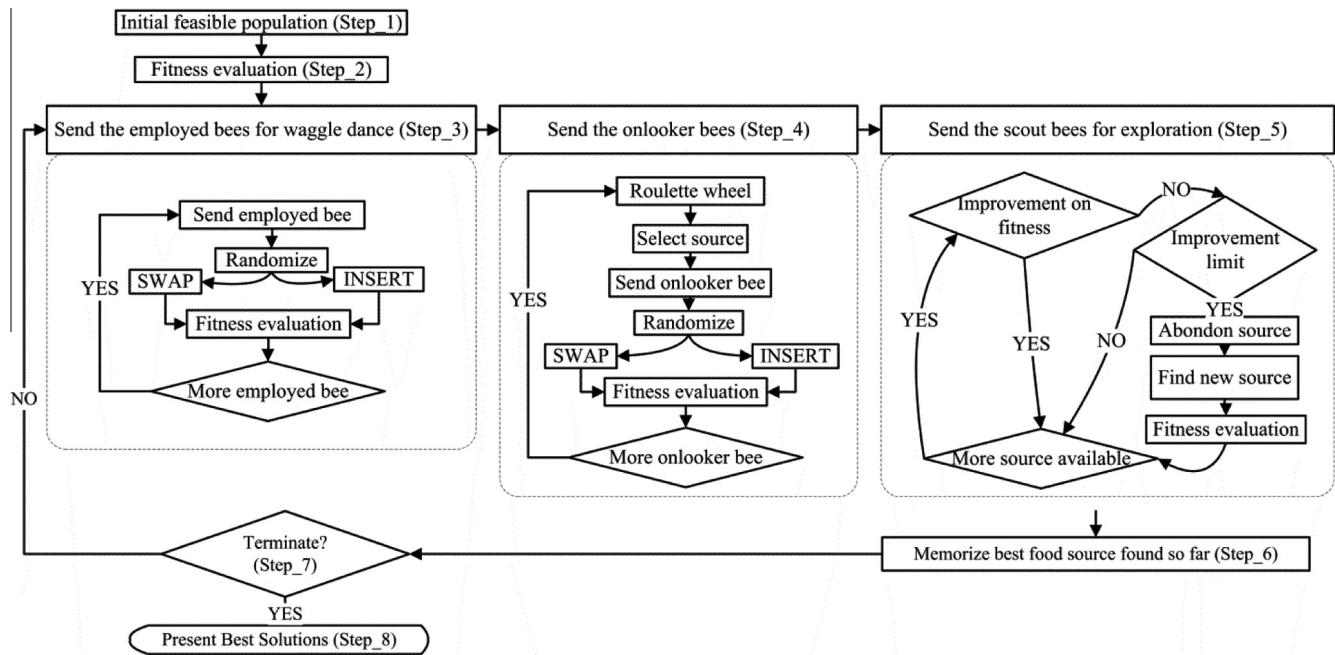 Initial feasible population (Step_1)
Fitness evaluation (Step_2)
Send the employed bees for waggle dance (Step_3)
Send the onlooker bees (Step_4)
Send the scout bees for exploration (Step_5)
Send employed bee
Randomize
SWAP
INSERT
YES
Fitness evaluation
More employed bee
Roulette wheel
Select source
Send onlooker bee
YES
Randomize
SWAP
INSERT
Fitness evaluation
More onlooker bee
Improvement on
fitness
NO
Improvement
limit
YES
YES
NO
YES
Abondon source
Find new source
Fitness evaluation
More source available
NO
Memorize best food source found so far (Step_6)
Terminate?
(Step_7)
YES
Present Best Solutions (Step_8)